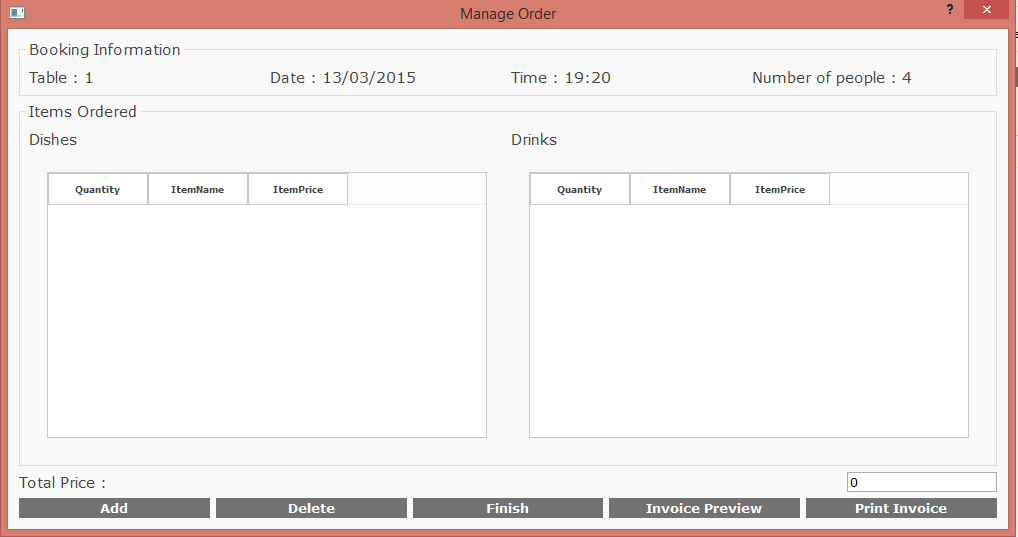 Manage Order
?
Booking Information
Table : 1 Date : 13/03/2015 Time : 19:20 Number of people : 4
Items Ordered
Dishes Drinks
Quantity ItemName ItemPrice Quantity ItemName ItemPrice
Total Price : 0
Add Delete Finish Invoice Preview Print Invoice